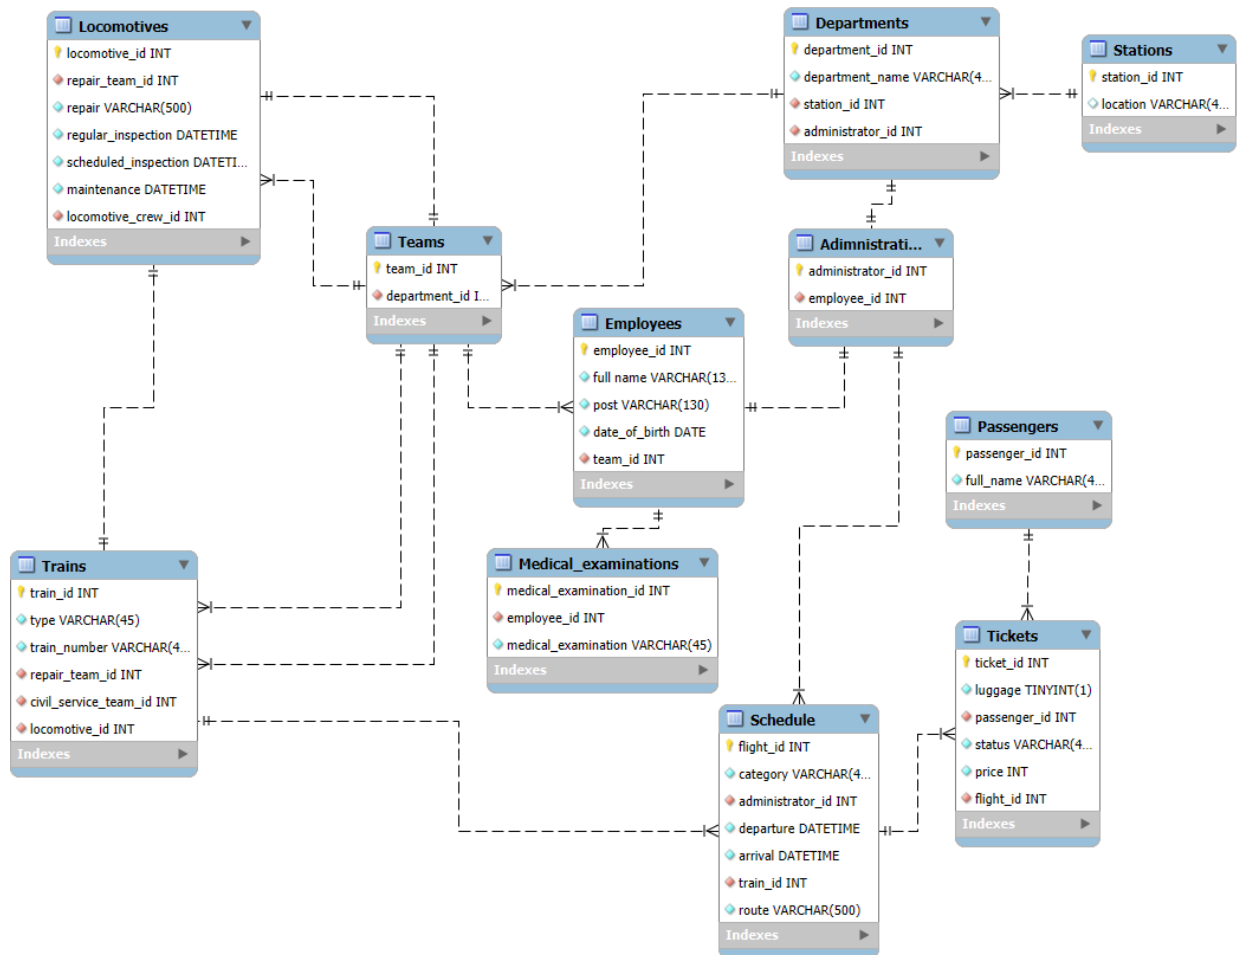 Locomotives
locomotive_id INT
repair_team_id INT
repair VARCHAR(500)
regular_inspection DATETIME
scheduled_inspection DATETI...
maintenance DATETIME
locomotive_crew_id INT
Indexes
Departments
department_id INT
department_name VARCHAR(4...
station_id INT
administrator_id INT
Indexes
Stations
station_id INT
location VARCHAR(4...
Indexes
Teams
team_id INT
department_id I...
Indexes
Adimnistrati...
administrator_id INT
employee_id INT
Indexes
Employees
employee_id INT
full name VARCHAR(13...
post VARCHAR(130)
date_of_birth DATE
team_id INT
Indexes
Passengers
passenger_id INT
full_name VARCHAR(4...
Indexes
Trains
train_id INT
type VARCHAR(45)
train_number VARCHAR(4...
repair_team_id INT
civil_service_team_id INT
locomotive_id INT
Indexes
Medical_examinations
medical_examination_id INT
employee_id INT
medical_examination VARCHAR(45)
Indexes
Tickets
ticket_id INT
luggage TINYINT(1)
passenger_id INT
status VARCHAR(4...
price INT
flight_id INT
Indexes
Schedule
flight_id INT
category VARCHAR(4...
administrator_id INT
departure DATETIME
arrival DATETIME
train_id INT
route VARCHAR(500)
Indexes